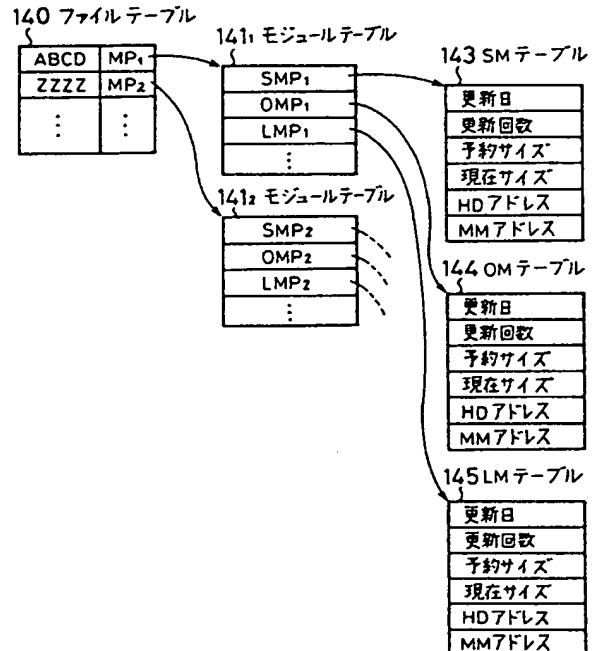 140 ファイルテーブル
ABCD MP₁
ZZZZ MP₂
⋮ ⋮
141₁ モジュールテーブル
SMP₁
OMP₁
LMP₁
⋮
141₂ モジュールテーブル
SMP₂
OMP₂
LMP₂
⋮
143 SMテーブル
更新日
更新回数
予約サイズ
現在サイズ
HDアドレス
MMアドレス
144 OMテーブル
更新日
更新回数
予約サイズ
現在サイズ
HDアドレス
MMアドレス
145 LMテーブル
更新日
更新回数
予約サイズ
現在サイズ
HDアドレス
MMアドレス